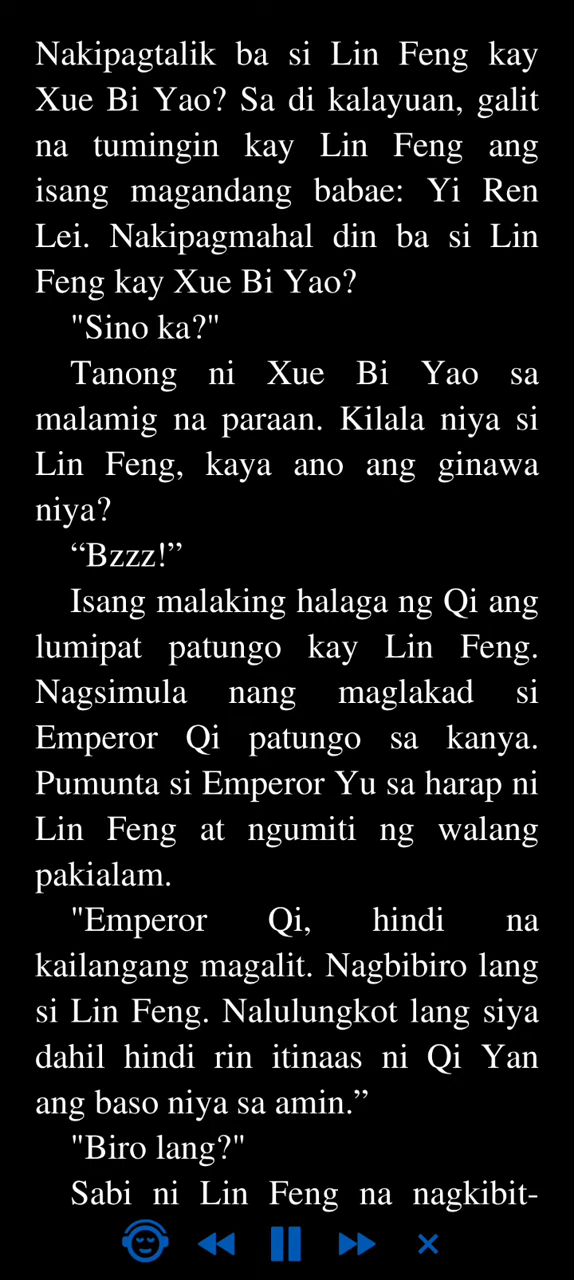 Nakipagtalik ba si Lin Feng kay
Xue Bi Yao? Sa di kalayuan, galit
na tumingin kay Lin Feng ang
isang magandang babae: Yi Ren
Lei. Nakipagmahal din ba si Lin
Feng kay Xue Bi Yao?
"Sino ka?"
Tanong ni Xue Bi Yao sa
malamig na paraan. Kilala niya si
Lin Feng, kaya ano ang ginawa
niya?
“Bzzz!”
Isang malaking halaga ng Qi ang
lumipat patungo kay Lin Feng.
Nagsimula nang maglakad si
Emperor Qi patungo sa kanya.
Pumunta si Emperor Yu sa harap ni
Lin Feng at ngumiti ng walang
pakialam.
"Emperor Qi, hindi na
kailangang magalit. Nagbibiro lang
si Lin Feng. Nalulungkot lang siya
dahil hindi rin itinaas ni Qi Yan
ang baso niya sa amin.”
"Biro lang?"
Sabi ni Lin Feng na nagkibit-